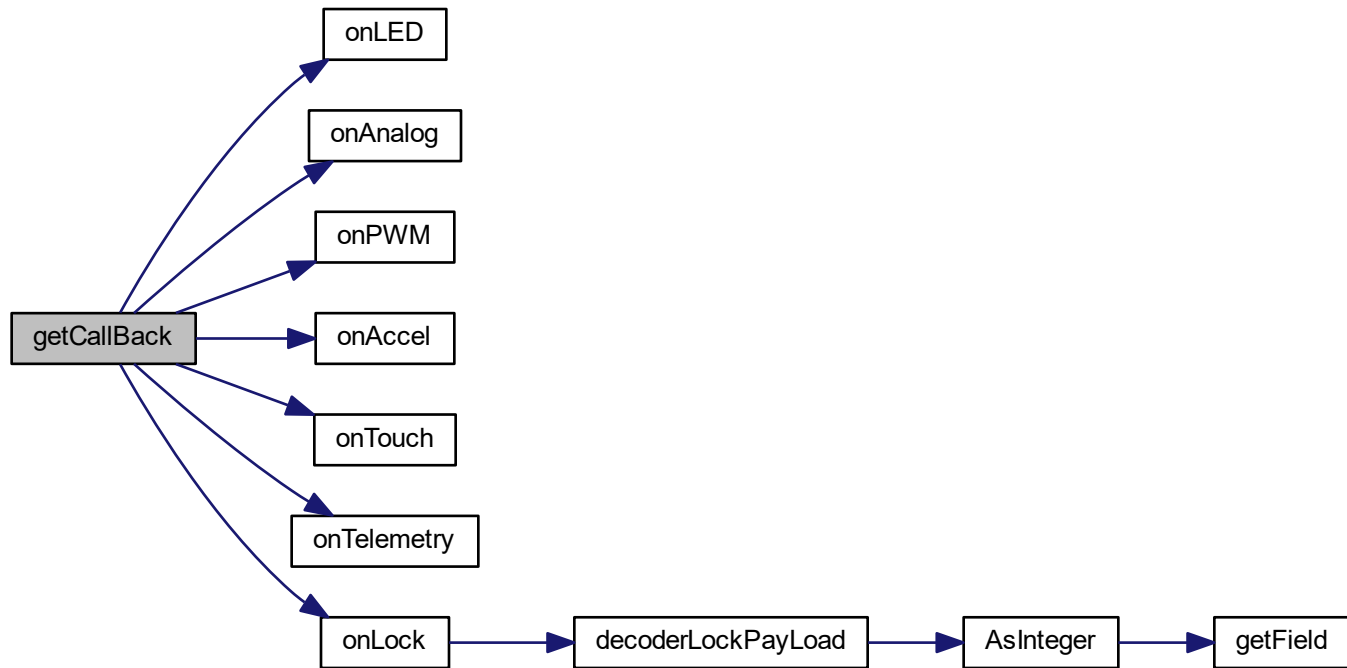 onLED
onAnalog
onPWM
getCallBack
onAccel
onTouch
onTelemetry
onLock
decoderLockPayLoad
AsInteger
getField